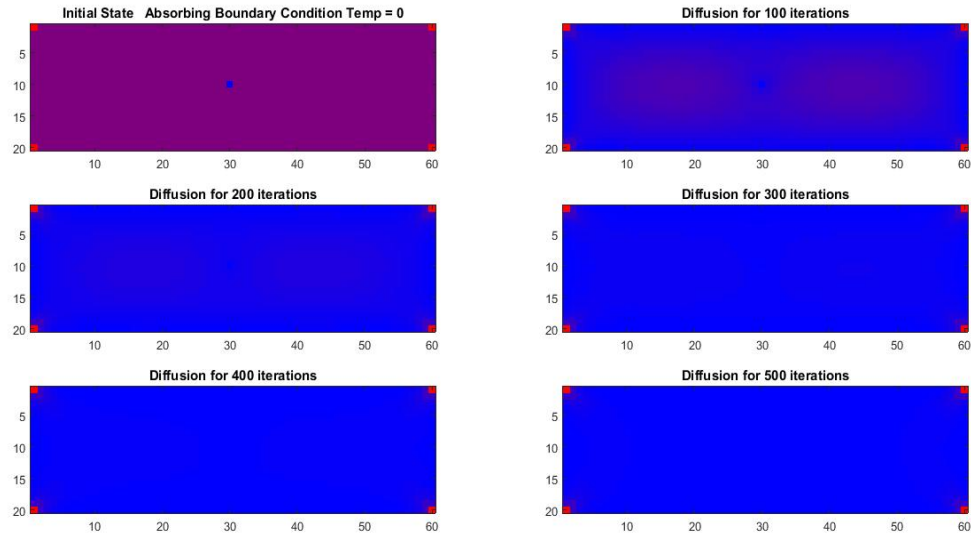 Initial State   Absorbing Boundary Condition Temp = 0
5
10
15
20
10 20 30 40 50 60
Diffusion for 100 iterations
5
10
15
20
10 20 30 40 50 60
Diffusion for 200 iterations
5
10
15
20
10 20 30 40 50 60
Diffusion for 300 iterations
5
10
15
20
10 20 30 40 50 60
Diffusion for 400 iterations
5
10
15
20
10 20 30 40 50 60
Diffusion for 500 iterations
5
10
15
20
10 20 30 40 50 60